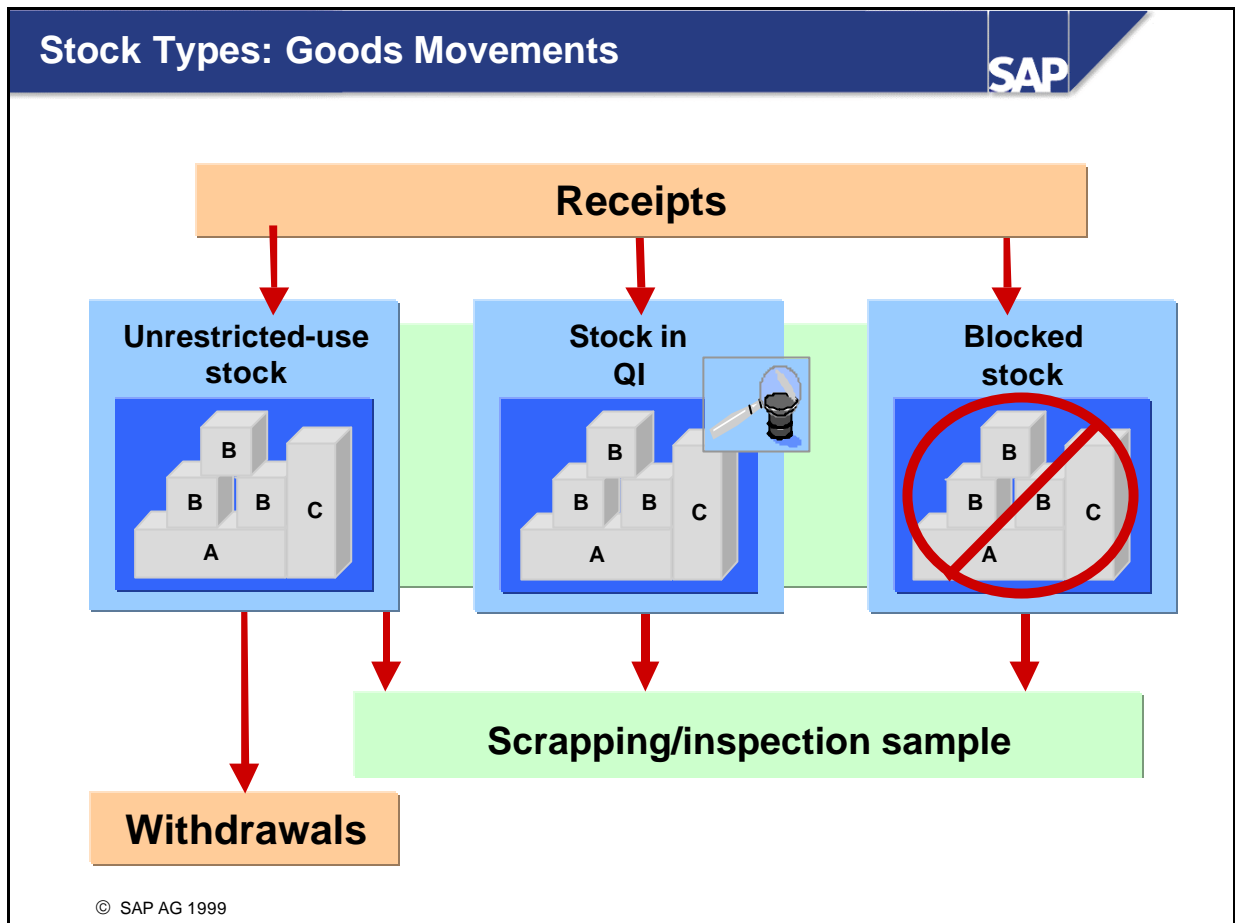 Stock Types: Goods Movements
SAP
Receipts
Unrestricted-use
stock
B
B B
C
A
Stock in
QI
B
B B
C
A
Blocked
stock
B
B B
C
A
Scrapping/inspection sample
Withdrawals
© SAP AG 1999